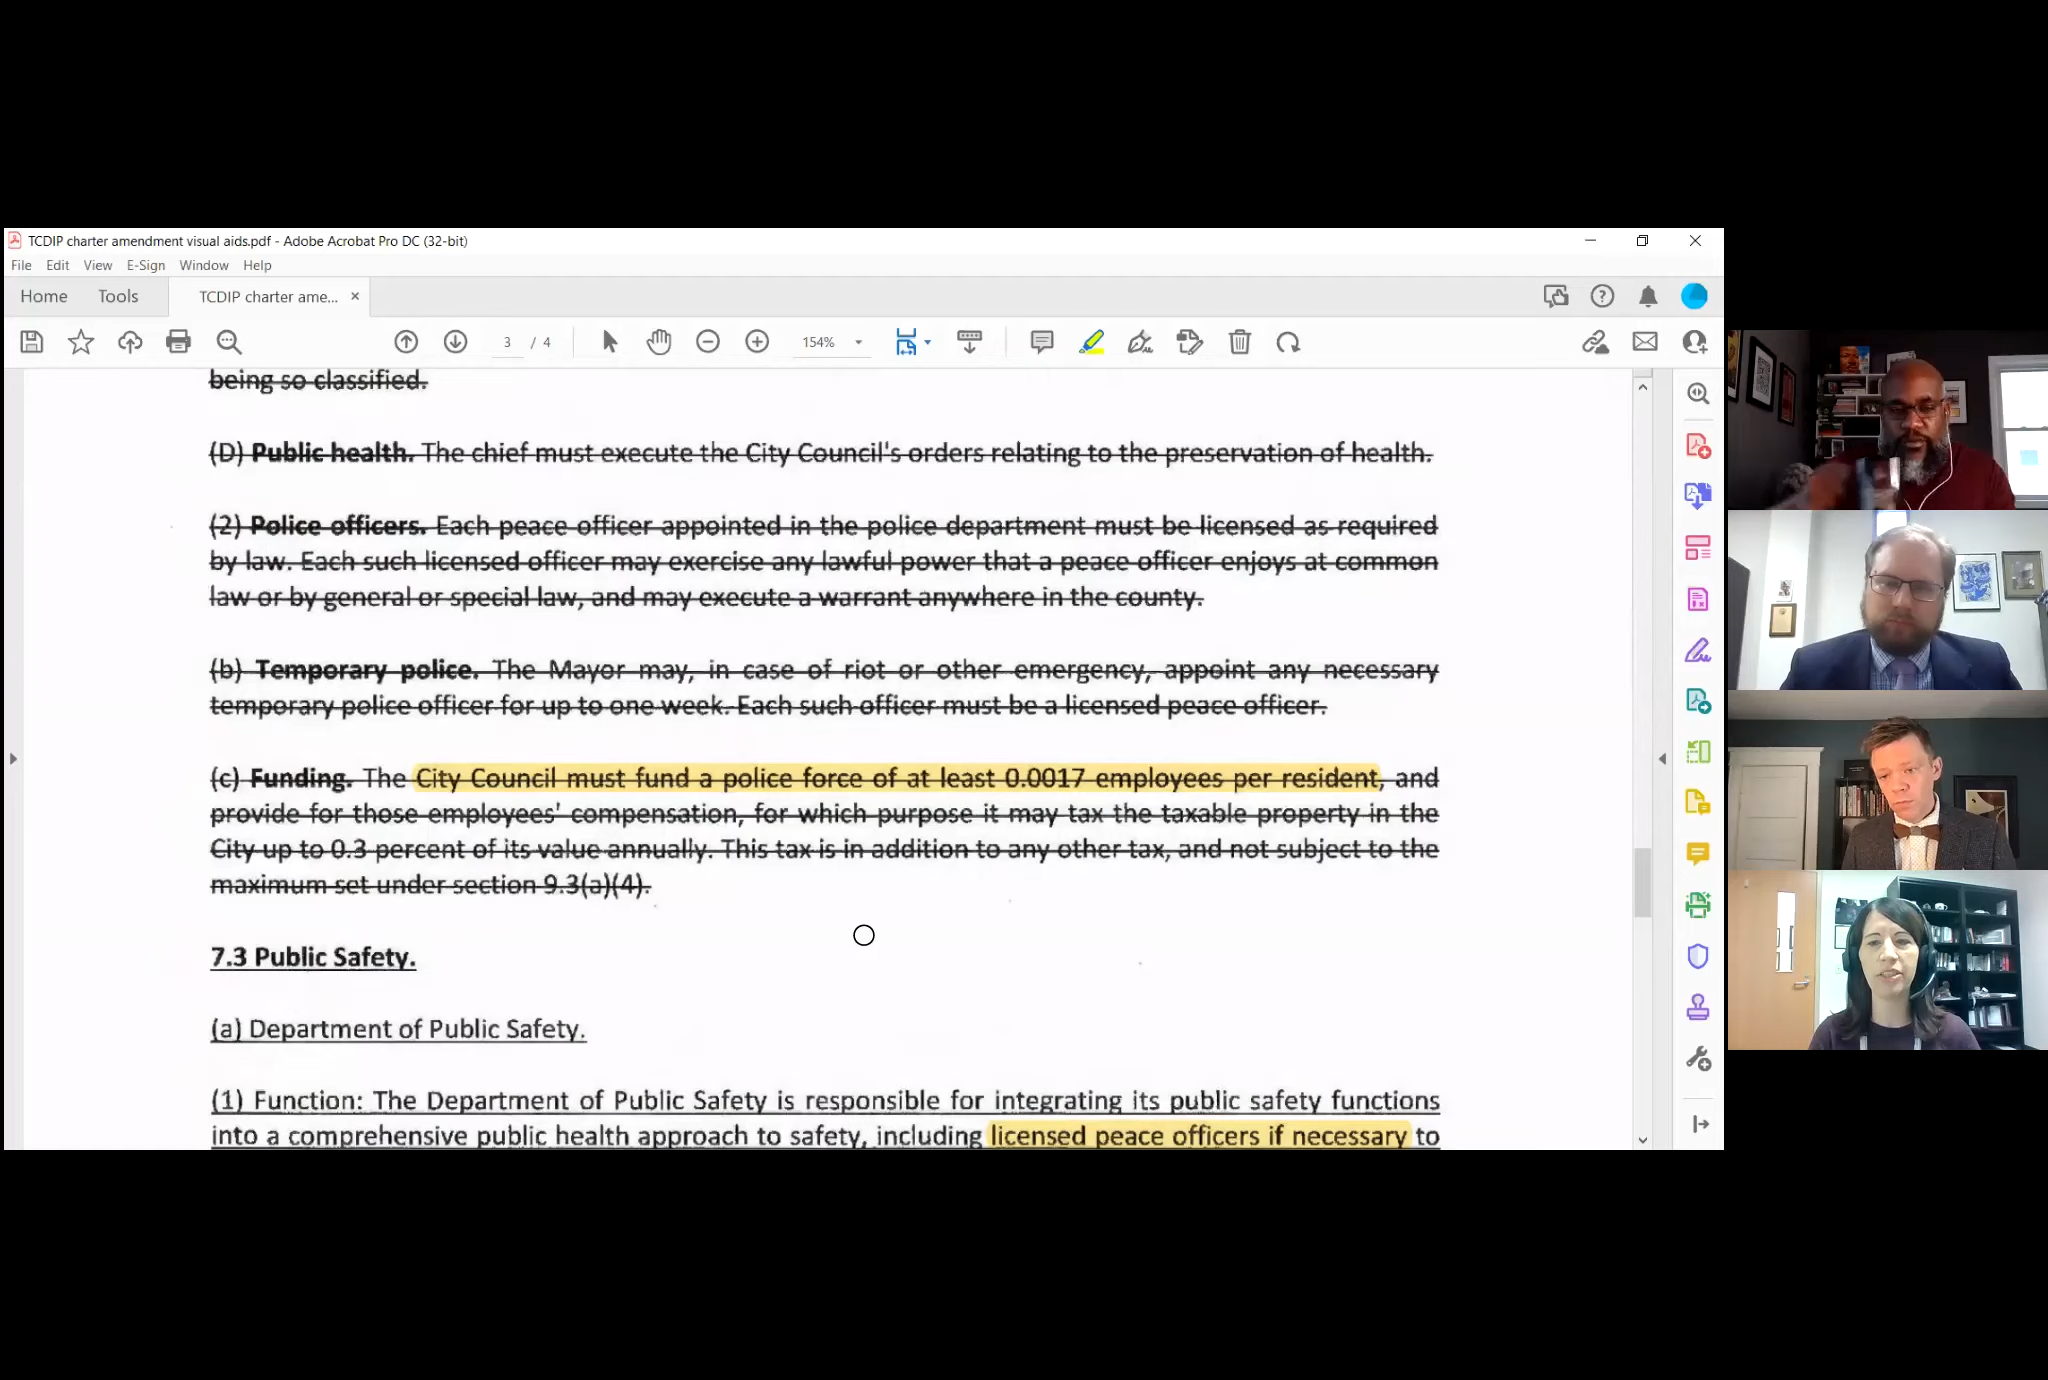 TCDIP charter amendment visual aids.pdf - Adobe Acrobat Pro DC (32-bit)
File Edit View E-Sign Window Help
Home Tools TCDIP charter ame... ×
3 / 4 154%
being so classified.
(D) Public health. The chief must execute the City Council's orders relating to the preservation of health.
(2) Police officers. Each peace officer appointed in the police department must be licensed as required
by law. Each such licensed officer may exercise any lawful power that a peace officer enjoys at common
law or by general or special law, and may execute a warrant anywhere in the county.
(b) Temporary police. The Mayor may, in case of riot or other emergency, appoint any necessary
temporary police officer for up to one week. Each such officer must be a licensed peace officer.
(c) Funding. The City Council must fund a police force of at least 0.0017 employees per resident, and
provide for those employees' compensation, for which purpose it may tax the taxable property in the
City up to 0.3 percent of its value annually. This tax is in addition to any other tax, and not subject to the
maximum set under section 9.3(a)(4).
7.3 Public Safety.
(a) Department of Public Safety.
(1) Function: The Department of Public Safety is responsible for integrating its public safety functions
into a comprehensive public health approach to safety, including licensed peace officers if necessary to